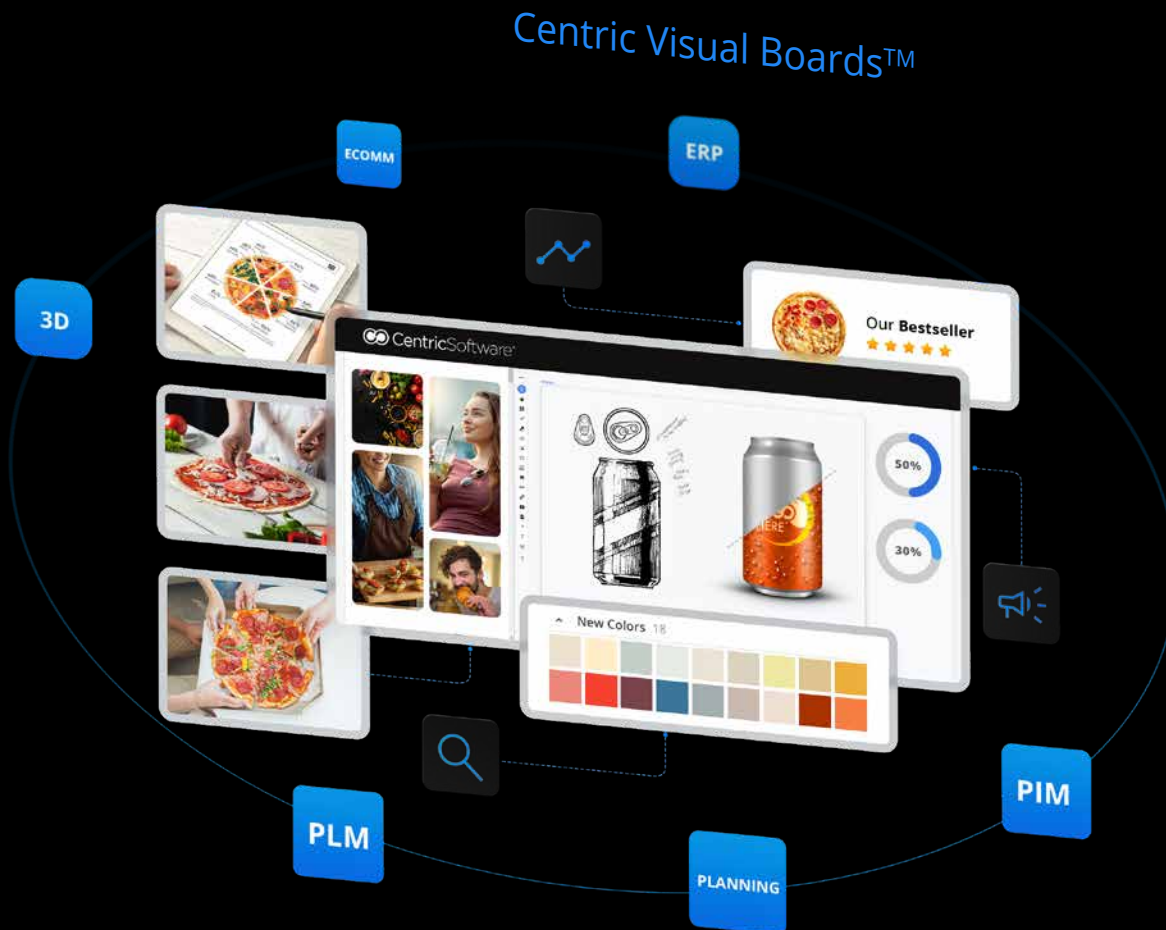 Centric Visual Boards™
ECOMM
ERP
3D
Our Bestseller
CentricSoftware
50%
30%
New Colors 18
PIM
PLM
PLANNING